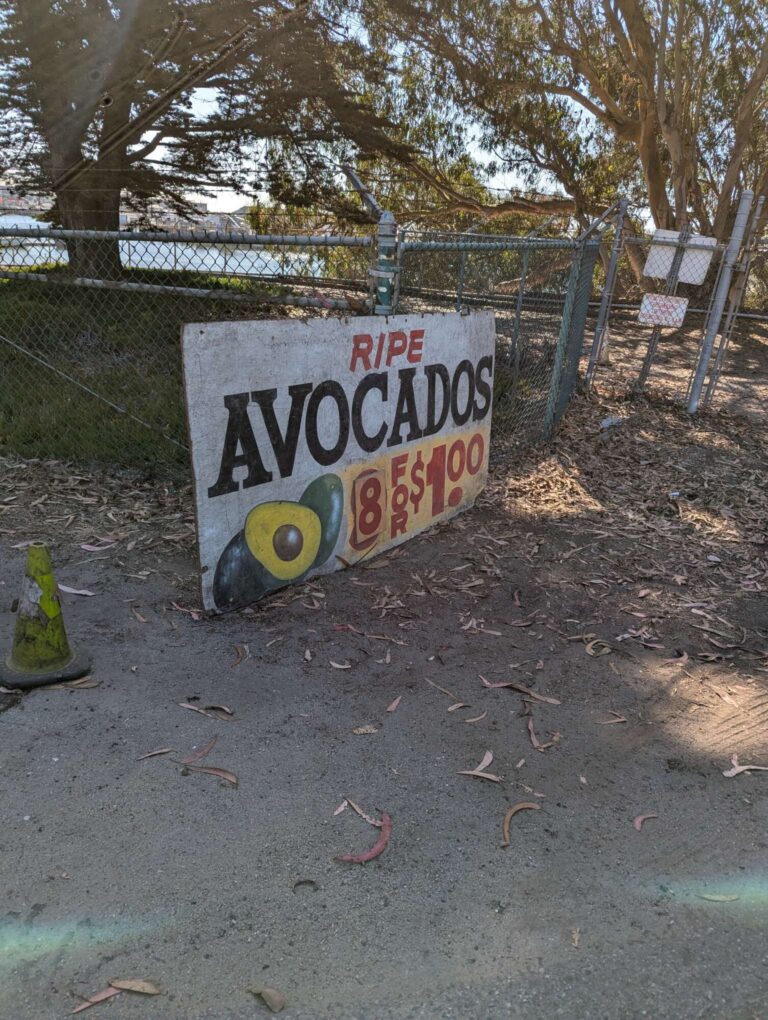 RIPE
AVOCADOS
8 FOR $1.00